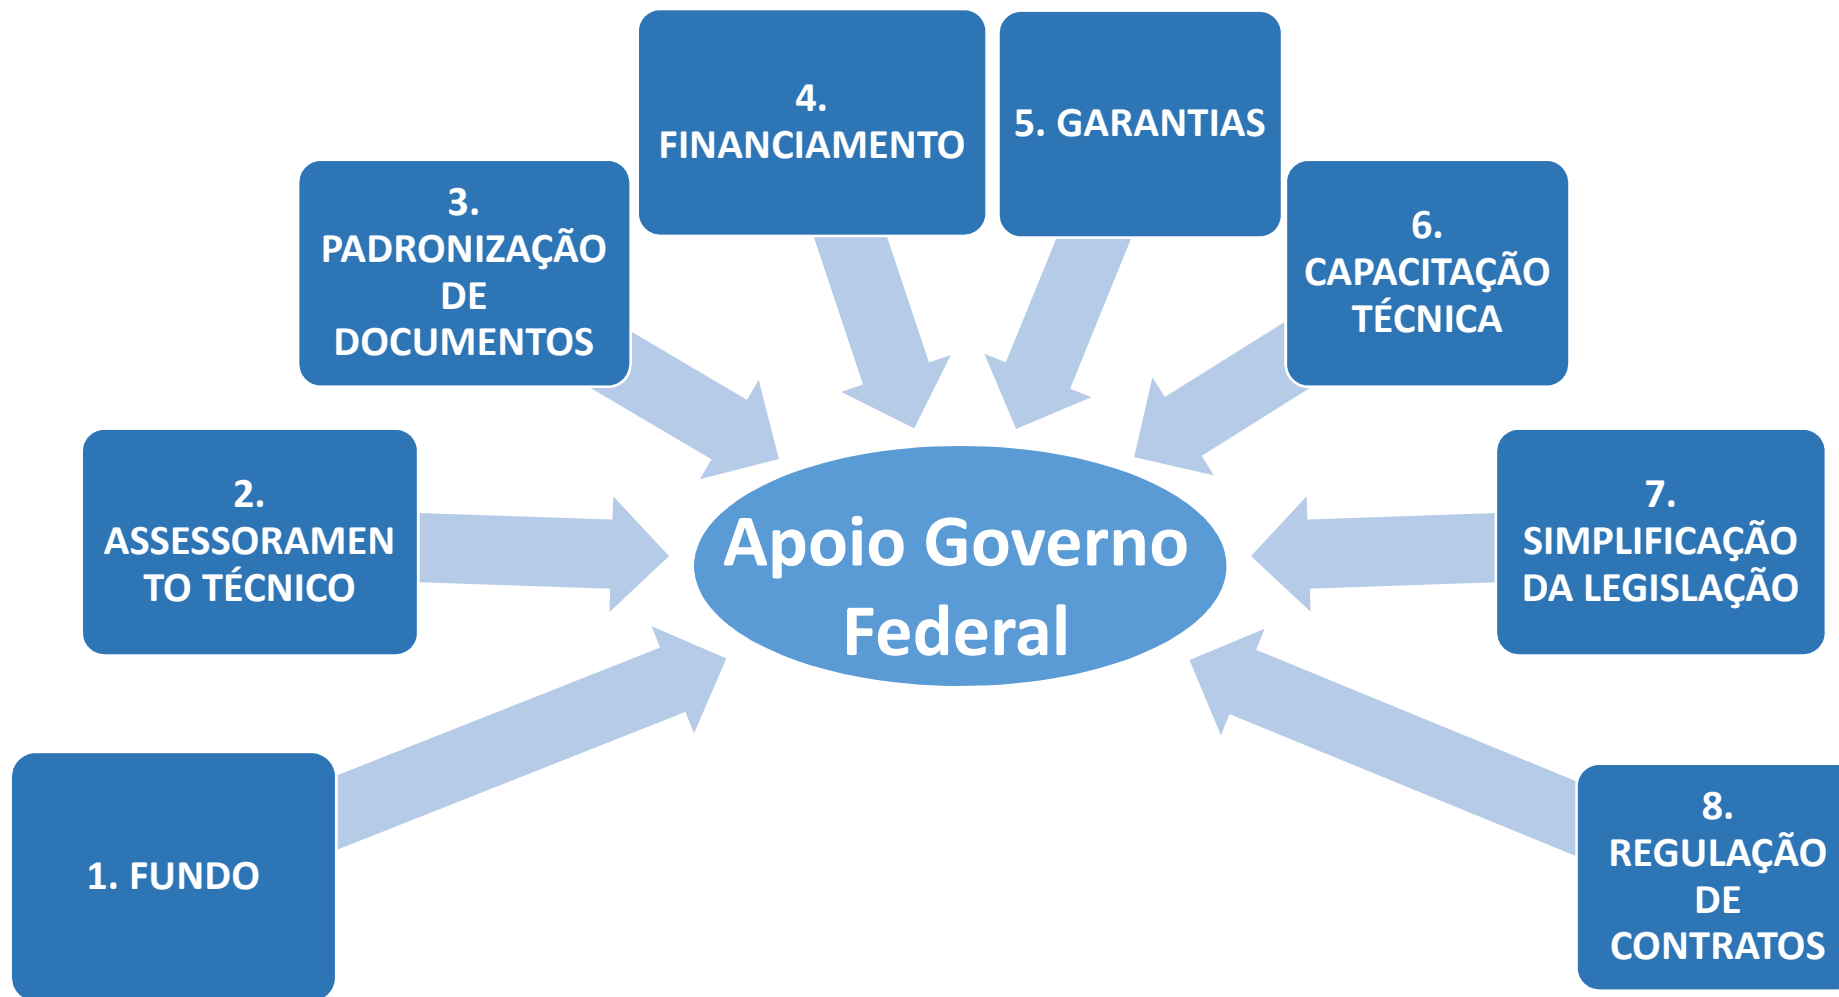 1. FUNDO
2.
ASSESSORAMEN
TO TÉCNICO
3.
PADRONIZAÇÃO
DE
DOCUMENTOS
4.
FINANCIAMENTO
5. GARANTIAS
6.
CAPACITAÇÃO
TÉCNICA
7.
SIMPLIFICAÇÃO
DA LEGISLAÇÃO
8.
REGULAÇÃO
DE
CONTRATOS
Apoio Governo
Federal